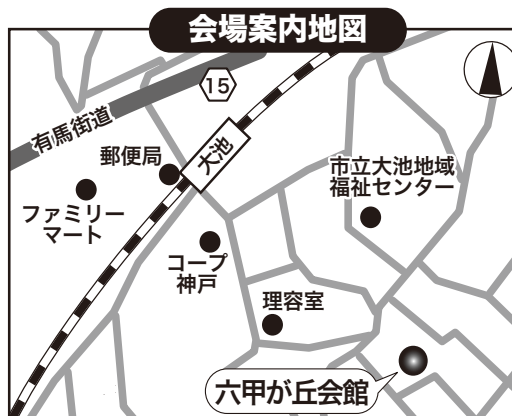 会場案内地図
15
有馬街道
郵便局
大池
ファミリー
マート
市立大池地域
福祉センター
コープ
神戸
理容室
六甲が丘会館